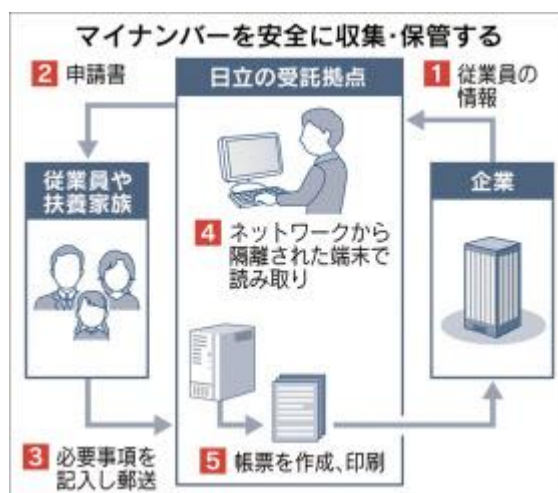 マイナンバーを安全に収集・保管する
2 申請書
日立の受託拠点
1 従業員の
情報
従業員や
扶養家族
企業
4 ネットワークから
隔離された端末で
読み取り
3 必要事項を
記入し郵送
5 帳票を作成、印刷